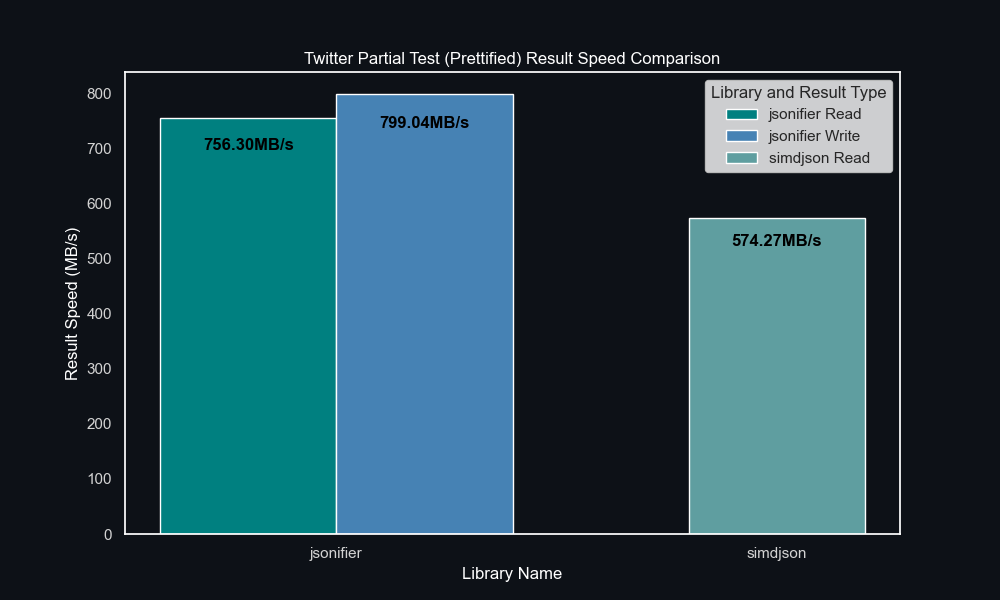 Twitter Partial Test (Prettified) Result Speed Comparison
Library and Result Type
jsonifier Read
jsonifier Write
simdjson Read
756.30MB/s
799.04MB/s
574.27MB/s
Result Speed (MB/s)
800
700
600
500
400
300
200
100
0
jsonifier
simdjson
Library Name